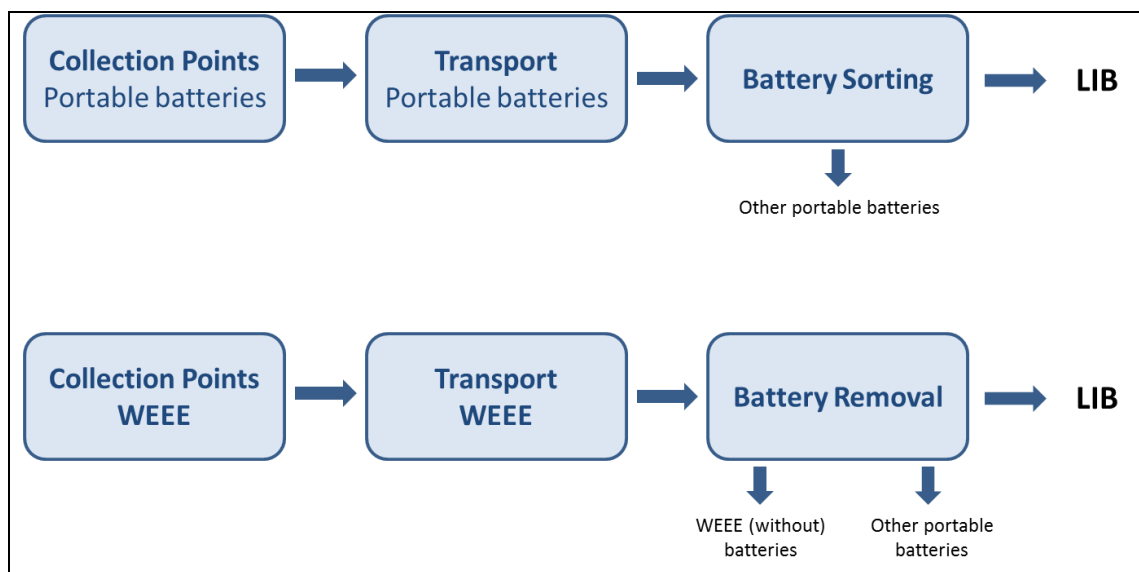 Collection Points
Portable batteries
Transport
Portable batteries
Battery Sorting
LIB
Other portable batteries
Collection Points
WEEE
Transport
WEEE
Battery Removal
LIB
WEEE (without)
batteries
Other portable
batteries